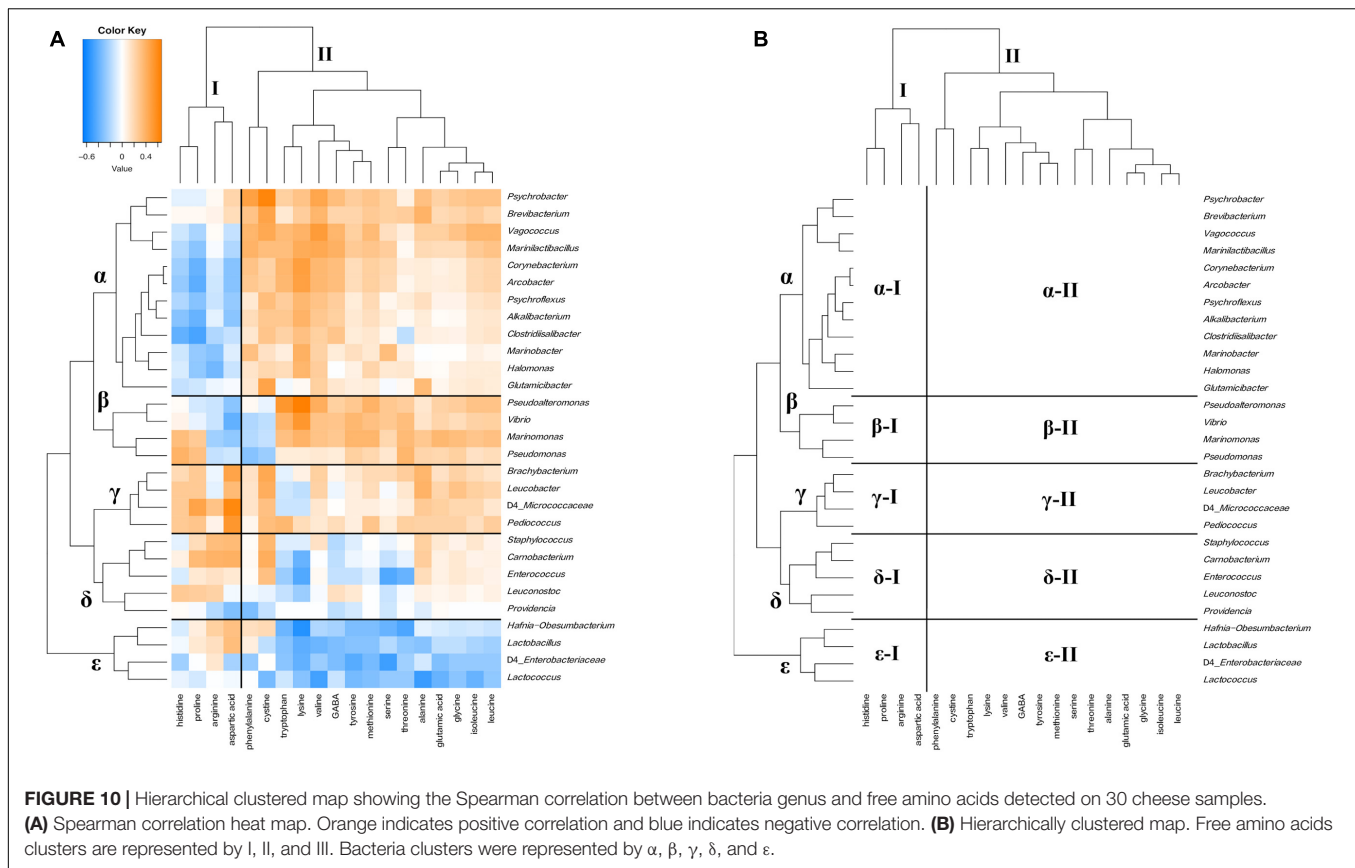 A
Color Key
−0.6 0 0.4
Value
I
II
α
β
γ
δ
ε
Psychrobacter
Brevibacterium
Vagococcus
Marinilactibacillus
Corynebacterium
Arcobacter
Psychroflexus
Alkalibacterium
Clostridiisalibacter
Marinobacter
Halomonas
Glutamicibacter
Pseudoalteromonas
Vibrio
Marinomonas
Pseudomonas
Brachybacterium
Leucobacter
D4_Micrococcaceae
Pediococcus
Staphylococcus
Carnobacterium
Enterococcus
Leuconostoc
Providencia
Hafnia−Obesumbacterium
Lactobacillus
D4_Enterobacteriaceae
Lactococcus
histidine
proline
arginine
aspartic acid
phenylalanine
cystine
tryptophan
lysine
valine
GABA
tyrosine
methionine
serine
threonine
alanine
glutamic acid
glycine
isoleucine
leucine
B
I
II
α
β
γ
δ
ε
α-I α-II
β-I β-II
γ-I γ-II
δ-I δ-II
ε-I ε-II
Psychrobacter
Brevibacterium
Vagococcus
Marinilactibacillus
Corynebacterium
Arcobacter
Psychroflexus
Alkalibacterium
Clostridiisalibacter
Marinobacter
Halomonas
Glutamicibacter
Pseudoalteromonas
Vibrio
Marinomonas
Pseudomonas
Brachybacterium
Leucobacter
D4_Micrococcaceae
Pediococcus
Staphylococcus
Carnobacterium
Enterococcus
Leuconostoc
Providencia
Hafnia−Obesumbacterium
Lactobacillus
D4_Enterobacteriaceae
Lactococcus
histidine
proline
arginine
aspartic acid
phenylalanine
cystine
tryptophan
lysine
valine
GABA
tyrosine
methionine
serine
threonine
alanine
glutamic acid
glycine
isoleucine
leucine
FIGURE 10 | Hierarchical clustered map showing the Spearman correlation between bacteria genus and free amino acids detected on 30 cheese samples.
(A) Spearman correlation heat map. Orange indicates positive correlation and blue indicates negative correlation. (B) Hierarchically clustered map. Free amino acids
clusters are represented by I, II, and III. Bacteria clusters were represented by α, β, γ, δ, and ε.